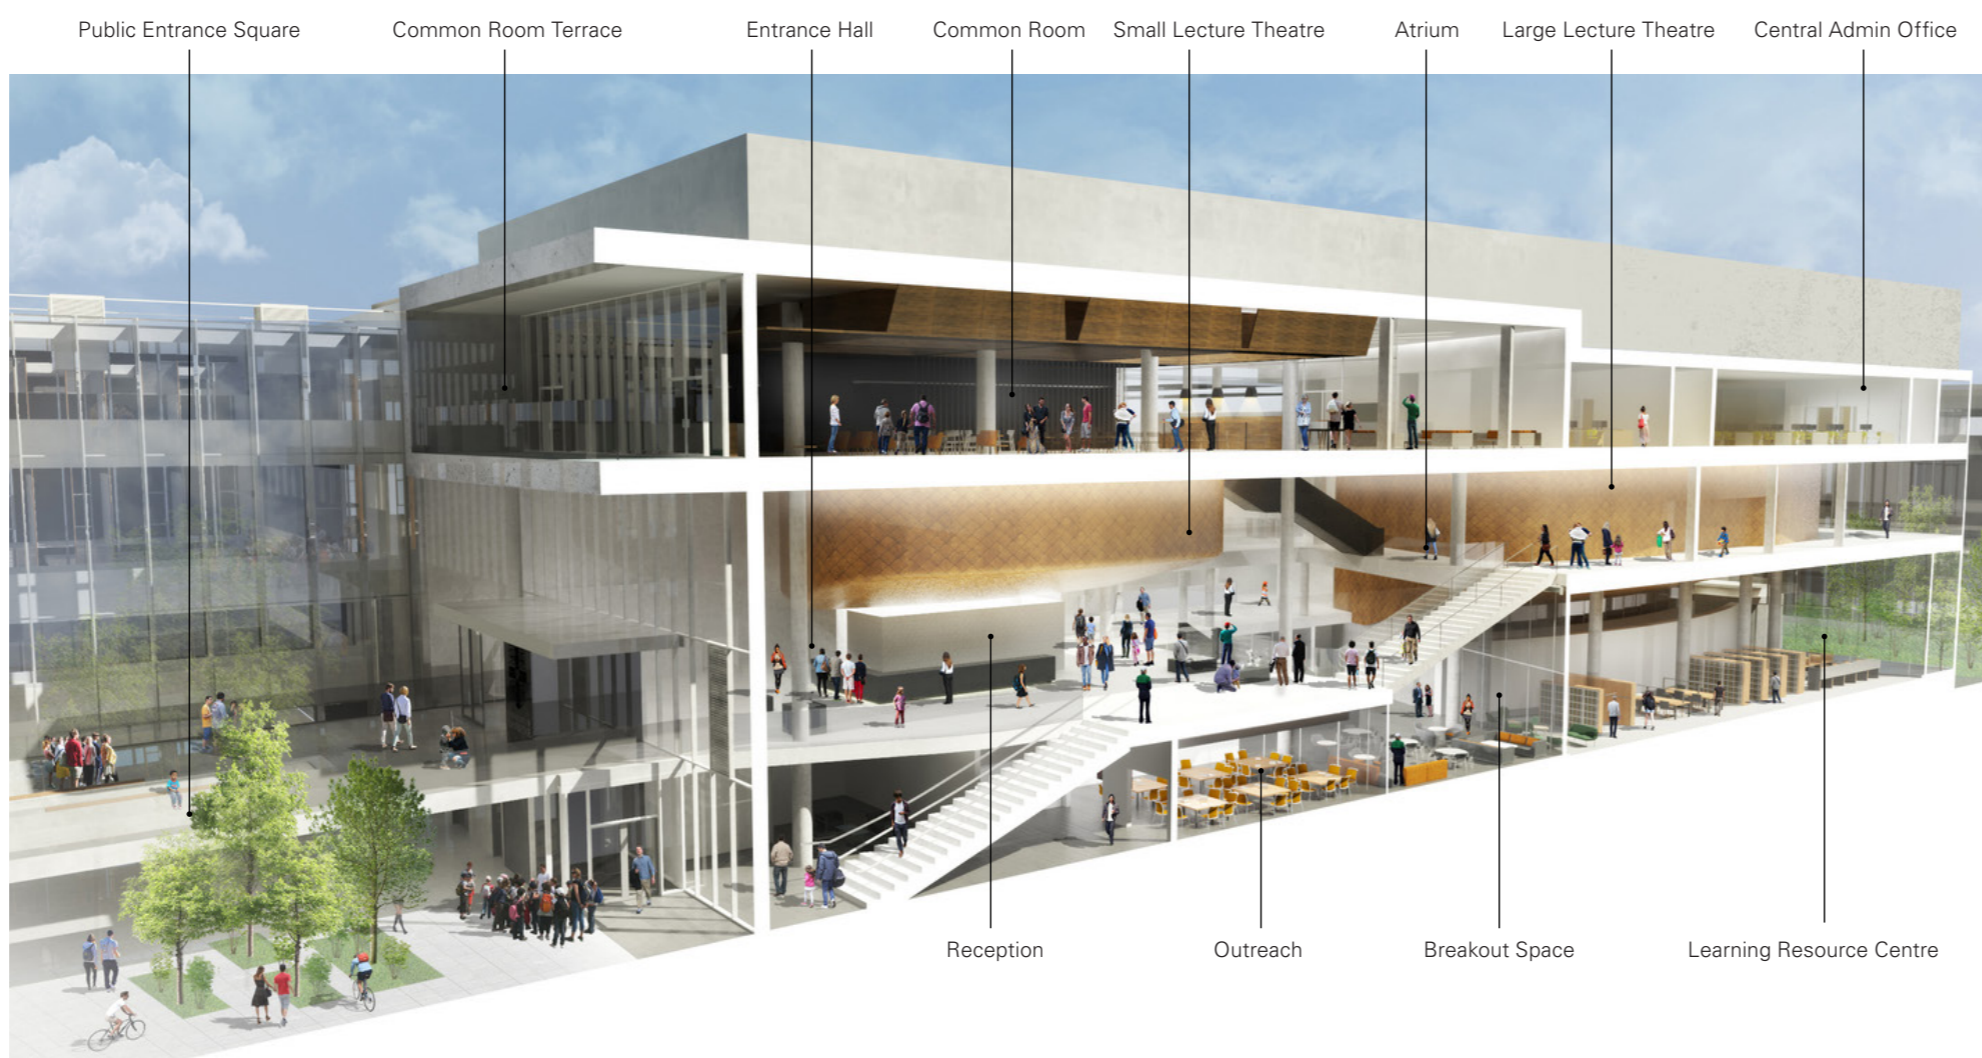 Public Entrance Square
Common Room Terrace
Entrance Hall
Common Room
Small Lecture Theatre
Atrium
Large Lecture Theatre
Central Admin Office
Reception
Outreach
Breakout Space
Learning Resource Centre